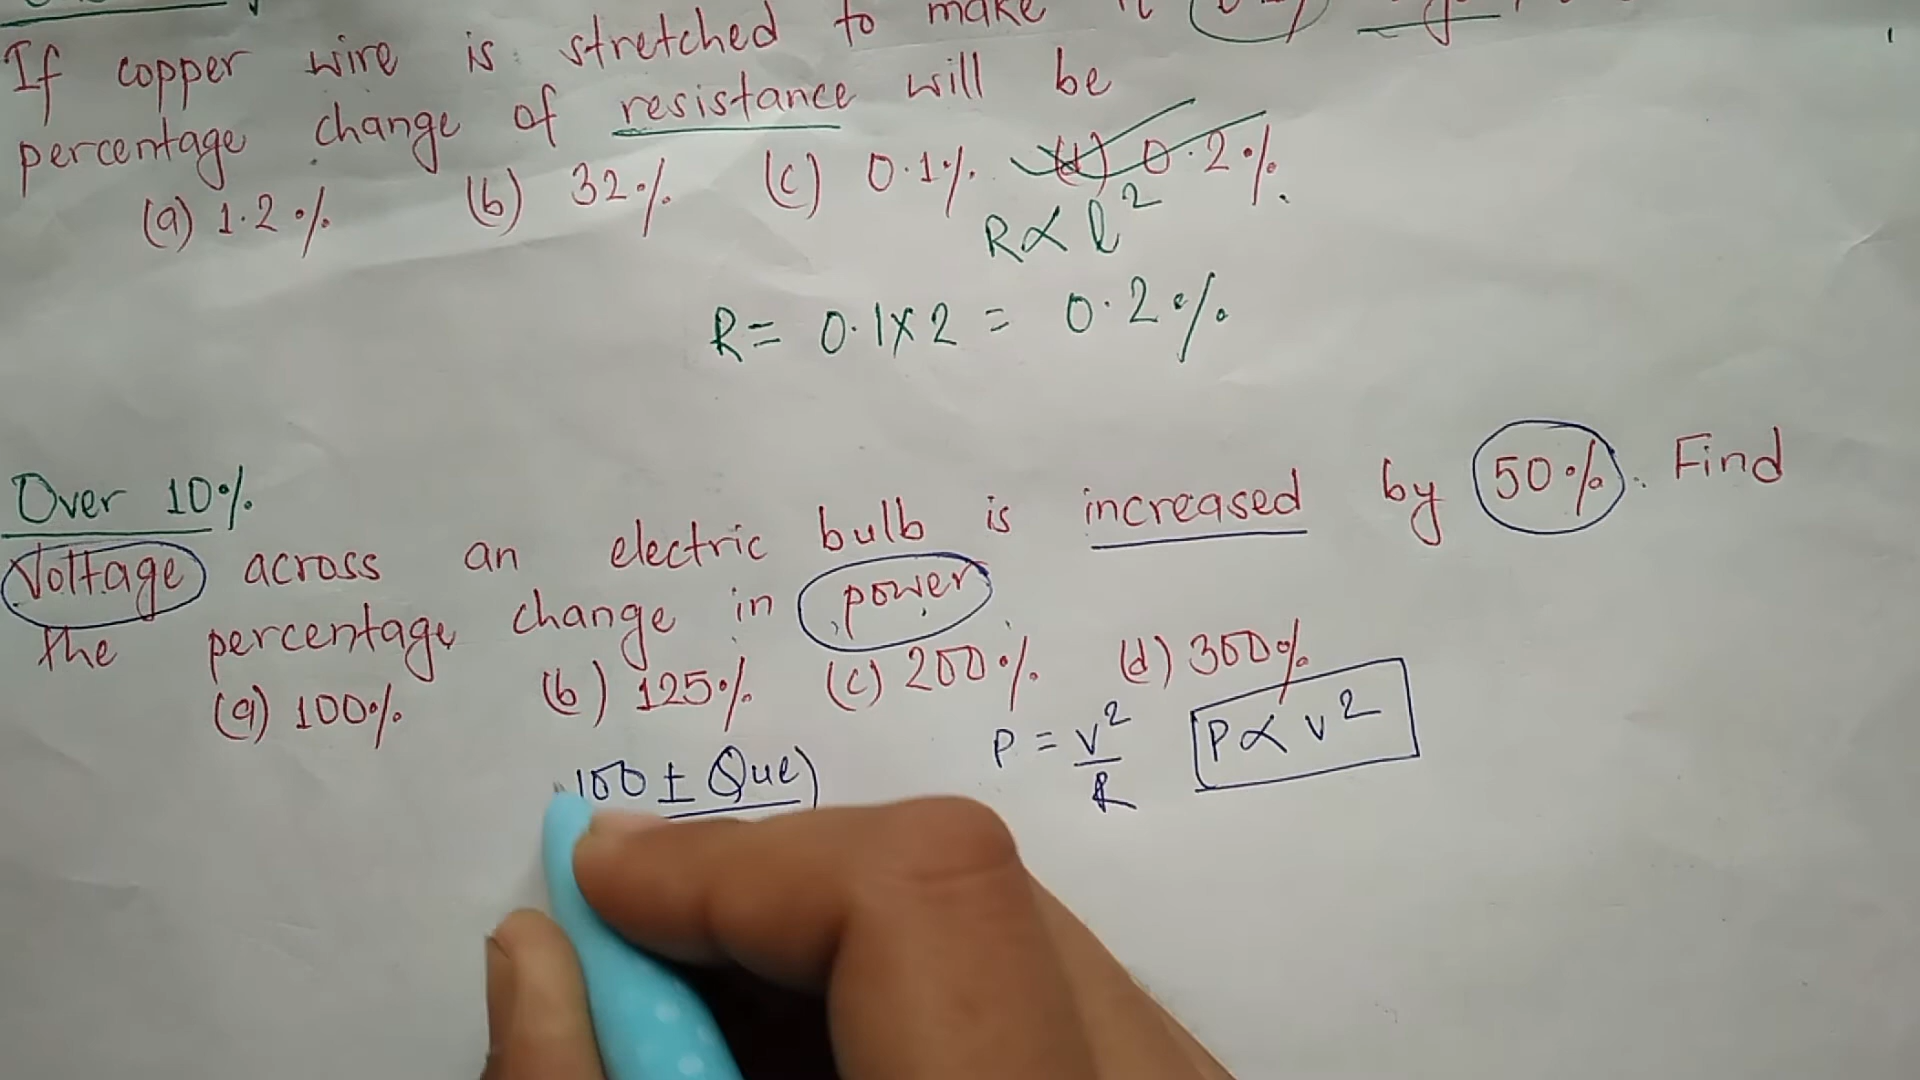 If copper wire is stretched to make
percentage change of resistance will be
(a) 1.2% (b) 32% (c) 0.1% (d) 0.2%
R∝l²
R = 0.1×2 = 0.2%
Over 10%
Voltage across an electric bulb is increased by 50%. Find
the percentage change in power
(a) 100% (b) 125% (c) 200% (d) 300%
100 ± Que) P = V²/R P∝V²